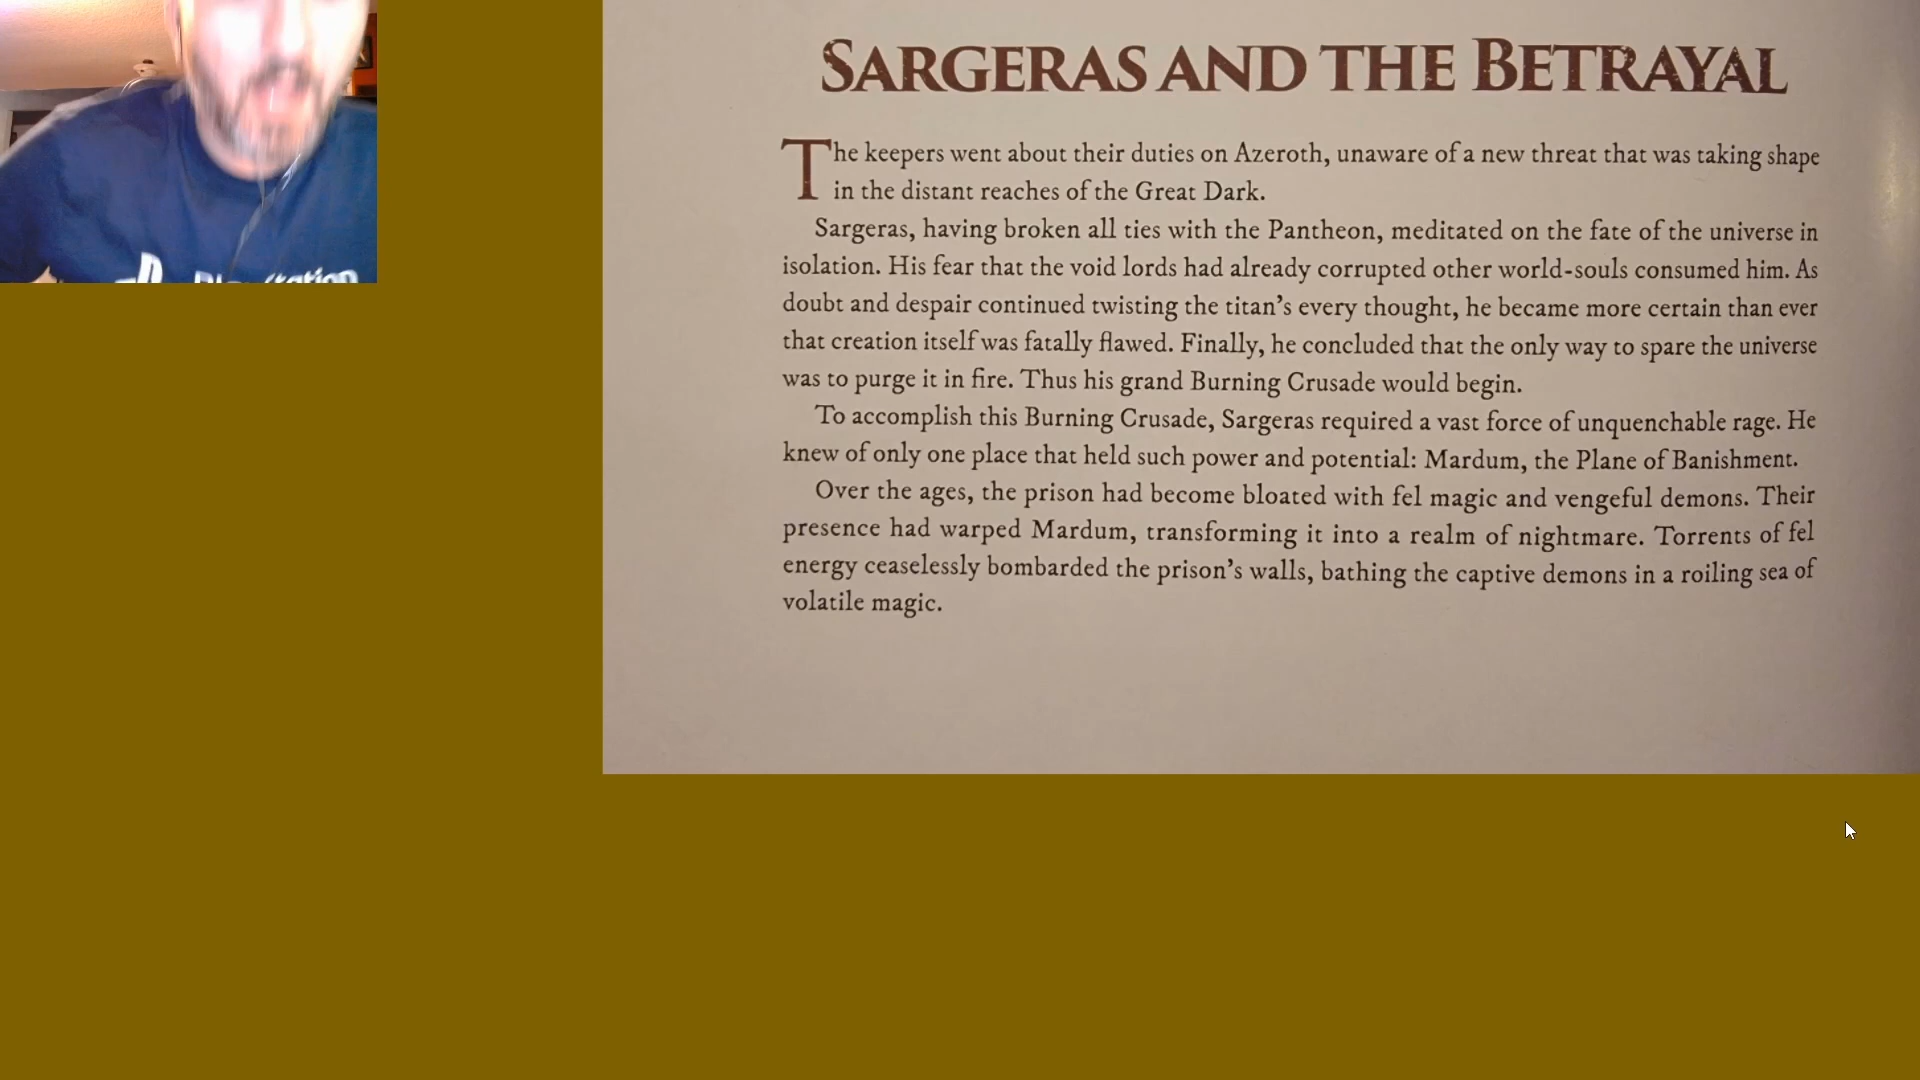 SARGERAS AND THE BETRAYAL
The keepers went about their duties on Azeroth, unaware of a new threat that was taking shape
in the distant reaches of the Great Dark.
Sargeras, having broken all ties with the Pantheon, meditated on the fate of the universe in
isolation. His fear that the void lords had already corrupted other world-souls consumed him. As
doubt and despair continued twisting the titan's every thought, he became more certain than ever
that creation itself was fatally flawed. Finally, he concluded that the only way to spare the universe
was to purge it in fire. Thus his grand Burning Crusade would begin.
To accomplish this Burning Crusade, Sargeras required a vast force of unquenchable rage. He
knew of only one place that held such power and potential: Mardum, the Plane of Banishment.
Over the ages, the prison had become bloated with fel magic and vengeful demons. Their
presence had warped Mardum, transforming it into a realm of nightmare. Torrents of fel
energy ceaselessly bombarded the prison's walls, bathing the captive demons in a roiling sea of
volatile magic.